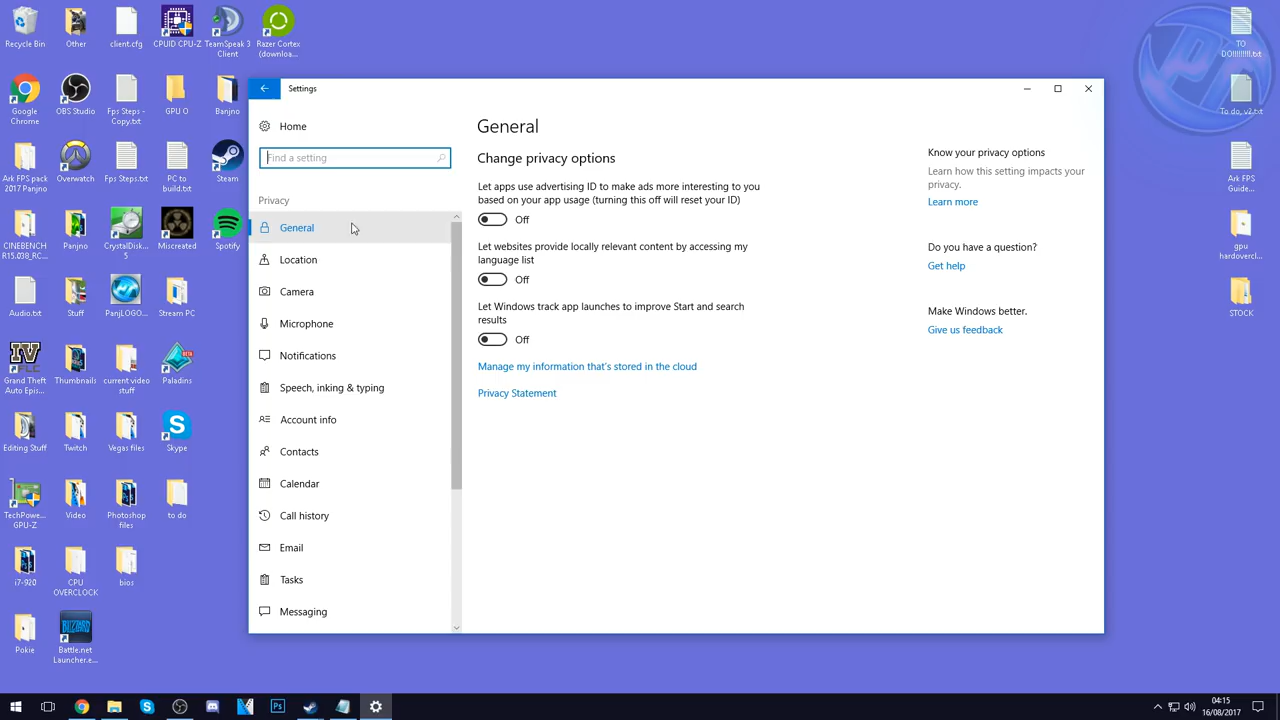 Recycle Bin
Other
client.cfg
CPUID CPU-Z
TeamSpeak 3
Client
Razer Cortex
(downloa...
Google
Chrome
OBS Studio
Fps Steps -
Copy.txt
GPU O
Banjno
Ark FPS pack
2017 Panjno
Overwatch
Fps Steps.txt
PC to
build.txt
Steam
CINEBENCH
R15.038_RC...
Panjno
CrystalDisk...
5
Miscreated
Spotify
Audio.txt
Stuff
PanjLOGO...
Stream PC
Grand Theft
Auto Epis...
Thumbnails
current video
stuff
Paladins
Editing Stuff
Twitch
Vegas files
Skype
TechPowe...
GPU-Z
Video
Photoshop
files
to do
i7-920
CPU
OVERCLOCK
bios
Pokie
Battle.net
Launcher.e...
Settings
Home
Find a setting
Privacy
General
Location
Camera
Microphone
Notifications
Speech, inking & typing
Account info
Contacts
Calendar
Call history
Email
Tasks
Messaging
General
Change privacy options
Let apps use advertising ID to make ads more interesting to you
based on your app usage (turning this off will reset your ID)
Off
Let websites provide locally relevant content by accessing my
language list
Off
Let Windows track app launches to improve Start and search
results
Off
Manage my information that's stored in the cloud
Privacy Statement
Know your privacy options
Learn how this setting impacts your
privacy.
Learn more
Do you have a question?
Get help
Make Windows better.
Give us feedback
TO
DO!!!!!!!!!.txt
To do, v2.txt
Ark FPS
Guide...
gpu
hardovercl...
STOCK
04:15
16/08/2017